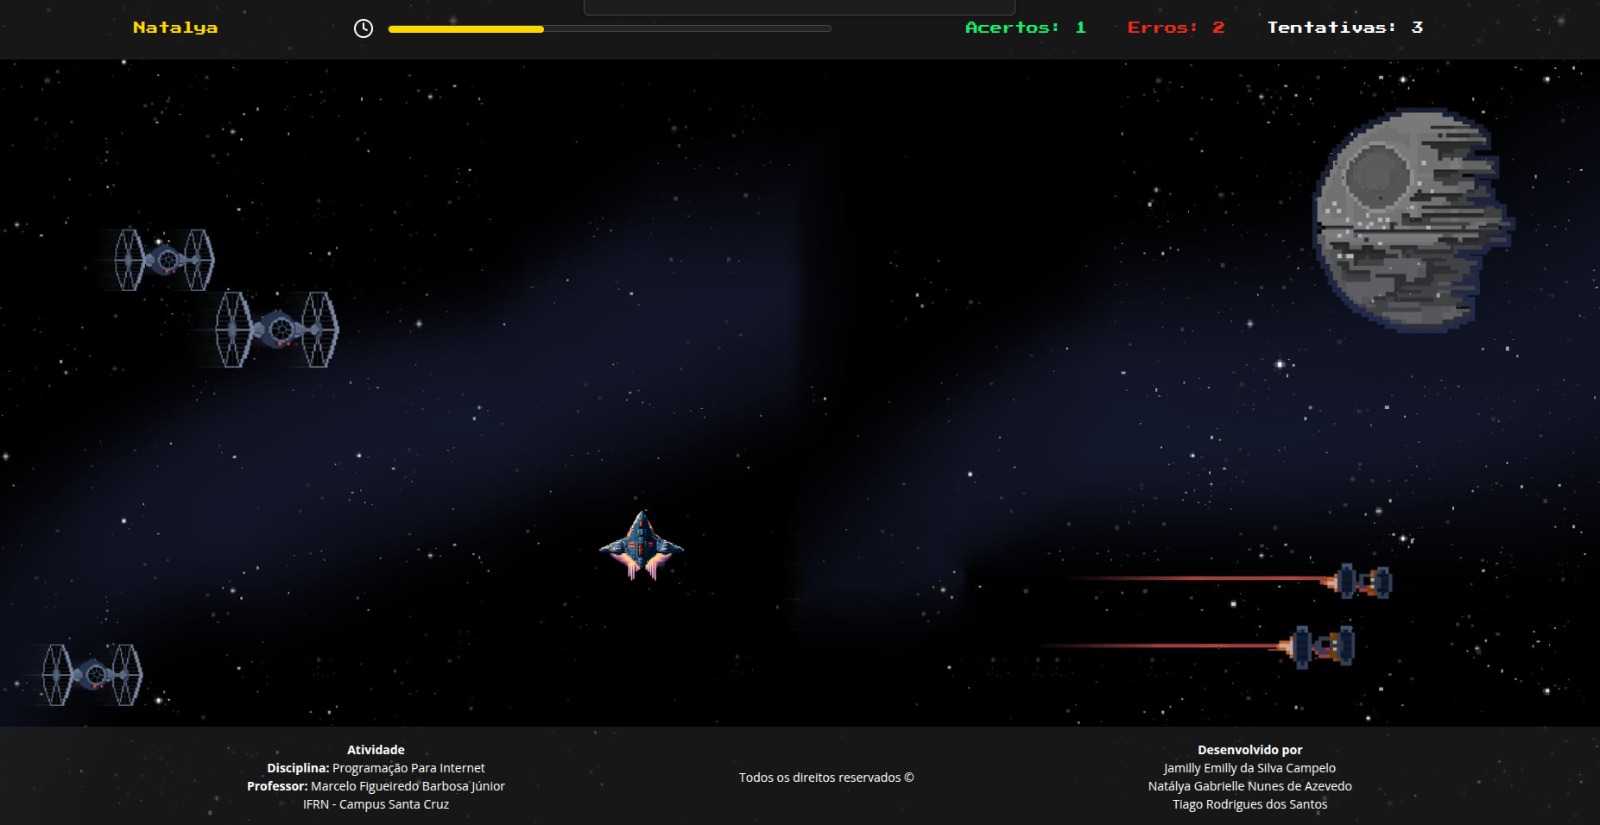 Natalya
Acertos: 1
Erros: 2
Tentativas: 3
Atividade
Disciplina: Programação Para Internet
Professor: Marcelo Figueiredo Barbosa Júnior
IFRN - Campus Santa Cruz
Todos os direitos reservados ©
Desenvolvido por
Jamilly Emilly da Silva Campelo
Natálya Gabrielle Nunes de Azevedo
Tiago Rodrigues dos Santos